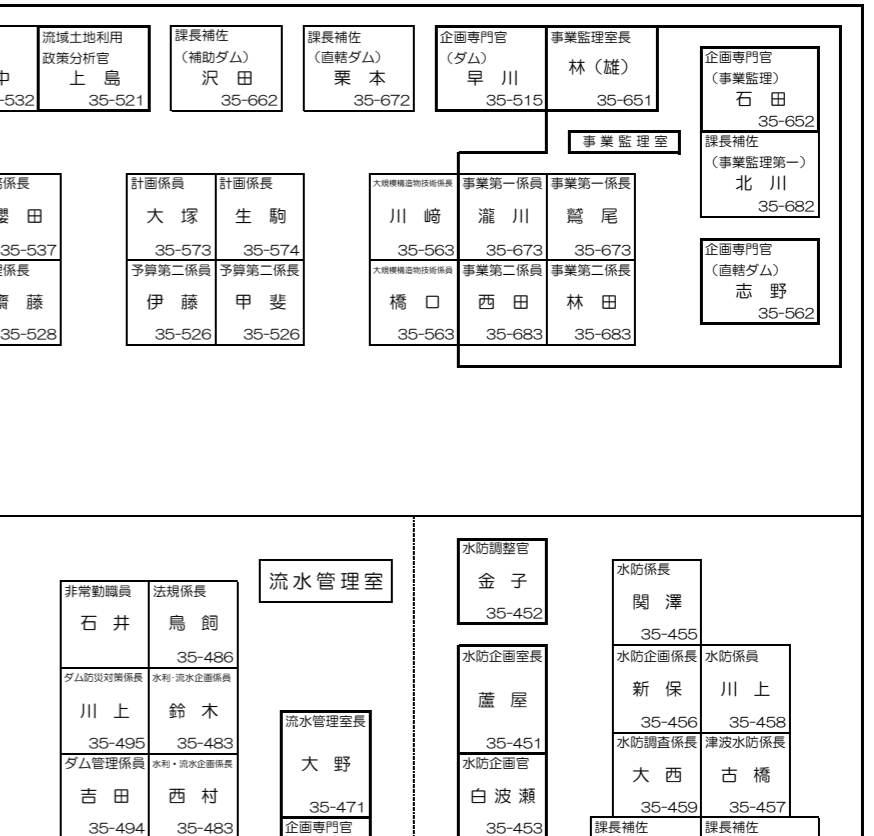 中
-532
流域土地利用
政策分析官
上 島
35-521
課長補佐
（補助ダム）
沢 田
35-662
課長補佐
（直轄ダム）
栗 本
35-672
企画専門官
（ダム）
早 川
35-515
事業監理室長
林（雄）
35-651
企画専門官
（事業監理）
石 田
35-652
課長補佐
（事業監理第一）
北 川
35-682
事業監理室
企画専門官
（直轄ダム）
志 野
35-562
係長
櫻 田
35-537
計画係員
大 塚
35-573
計画係長
生 駒
35-574
大規模構造物技術係長
川 﨑
35-563
事業第一係員
瀧 川
35-673
事業第一係長
鷲 尾
35-673
係長
齋 藤
35-528
予算第二係員
伊 藤
35-526
予算第二係長
甲 斐
35-526
大規模構造物技術係員
橋 口
35-563
事業第二係員
西 田
35-683
事業第二係長
林 田
35-683
流水管理室
非常勤職員
石 井
法規係長
鳥 飼
35-486
ダム防災対策係長
川 上
35-495
水利・流水企画係員
鈴 木
35-483
ダム管理係員
吉 田
35-494
水利・流水企画係長
西 村
35-483
流水管理室長
大 野
35-471
企画専門官
水防調整官
金 子
35-452
水防企画室長
蘆 屋
35-451
水防企画官
白波瀬
35-453
水防係長
関 澤
35-455
水防企画係長
新 保
35-456
水防係員
川 上
35-458
水防調査係長
大 西
35-459
津波水防係長
古 橋
35-457
課長補佐
課長補佐